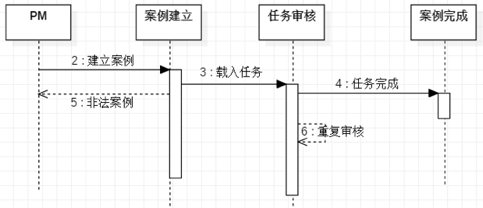 PM
案例建立
任务审核
案例完成
2 : 建立案例
3 : 载入任务
4 : 任务完成
5 : 非法案例
6 : 重复审核